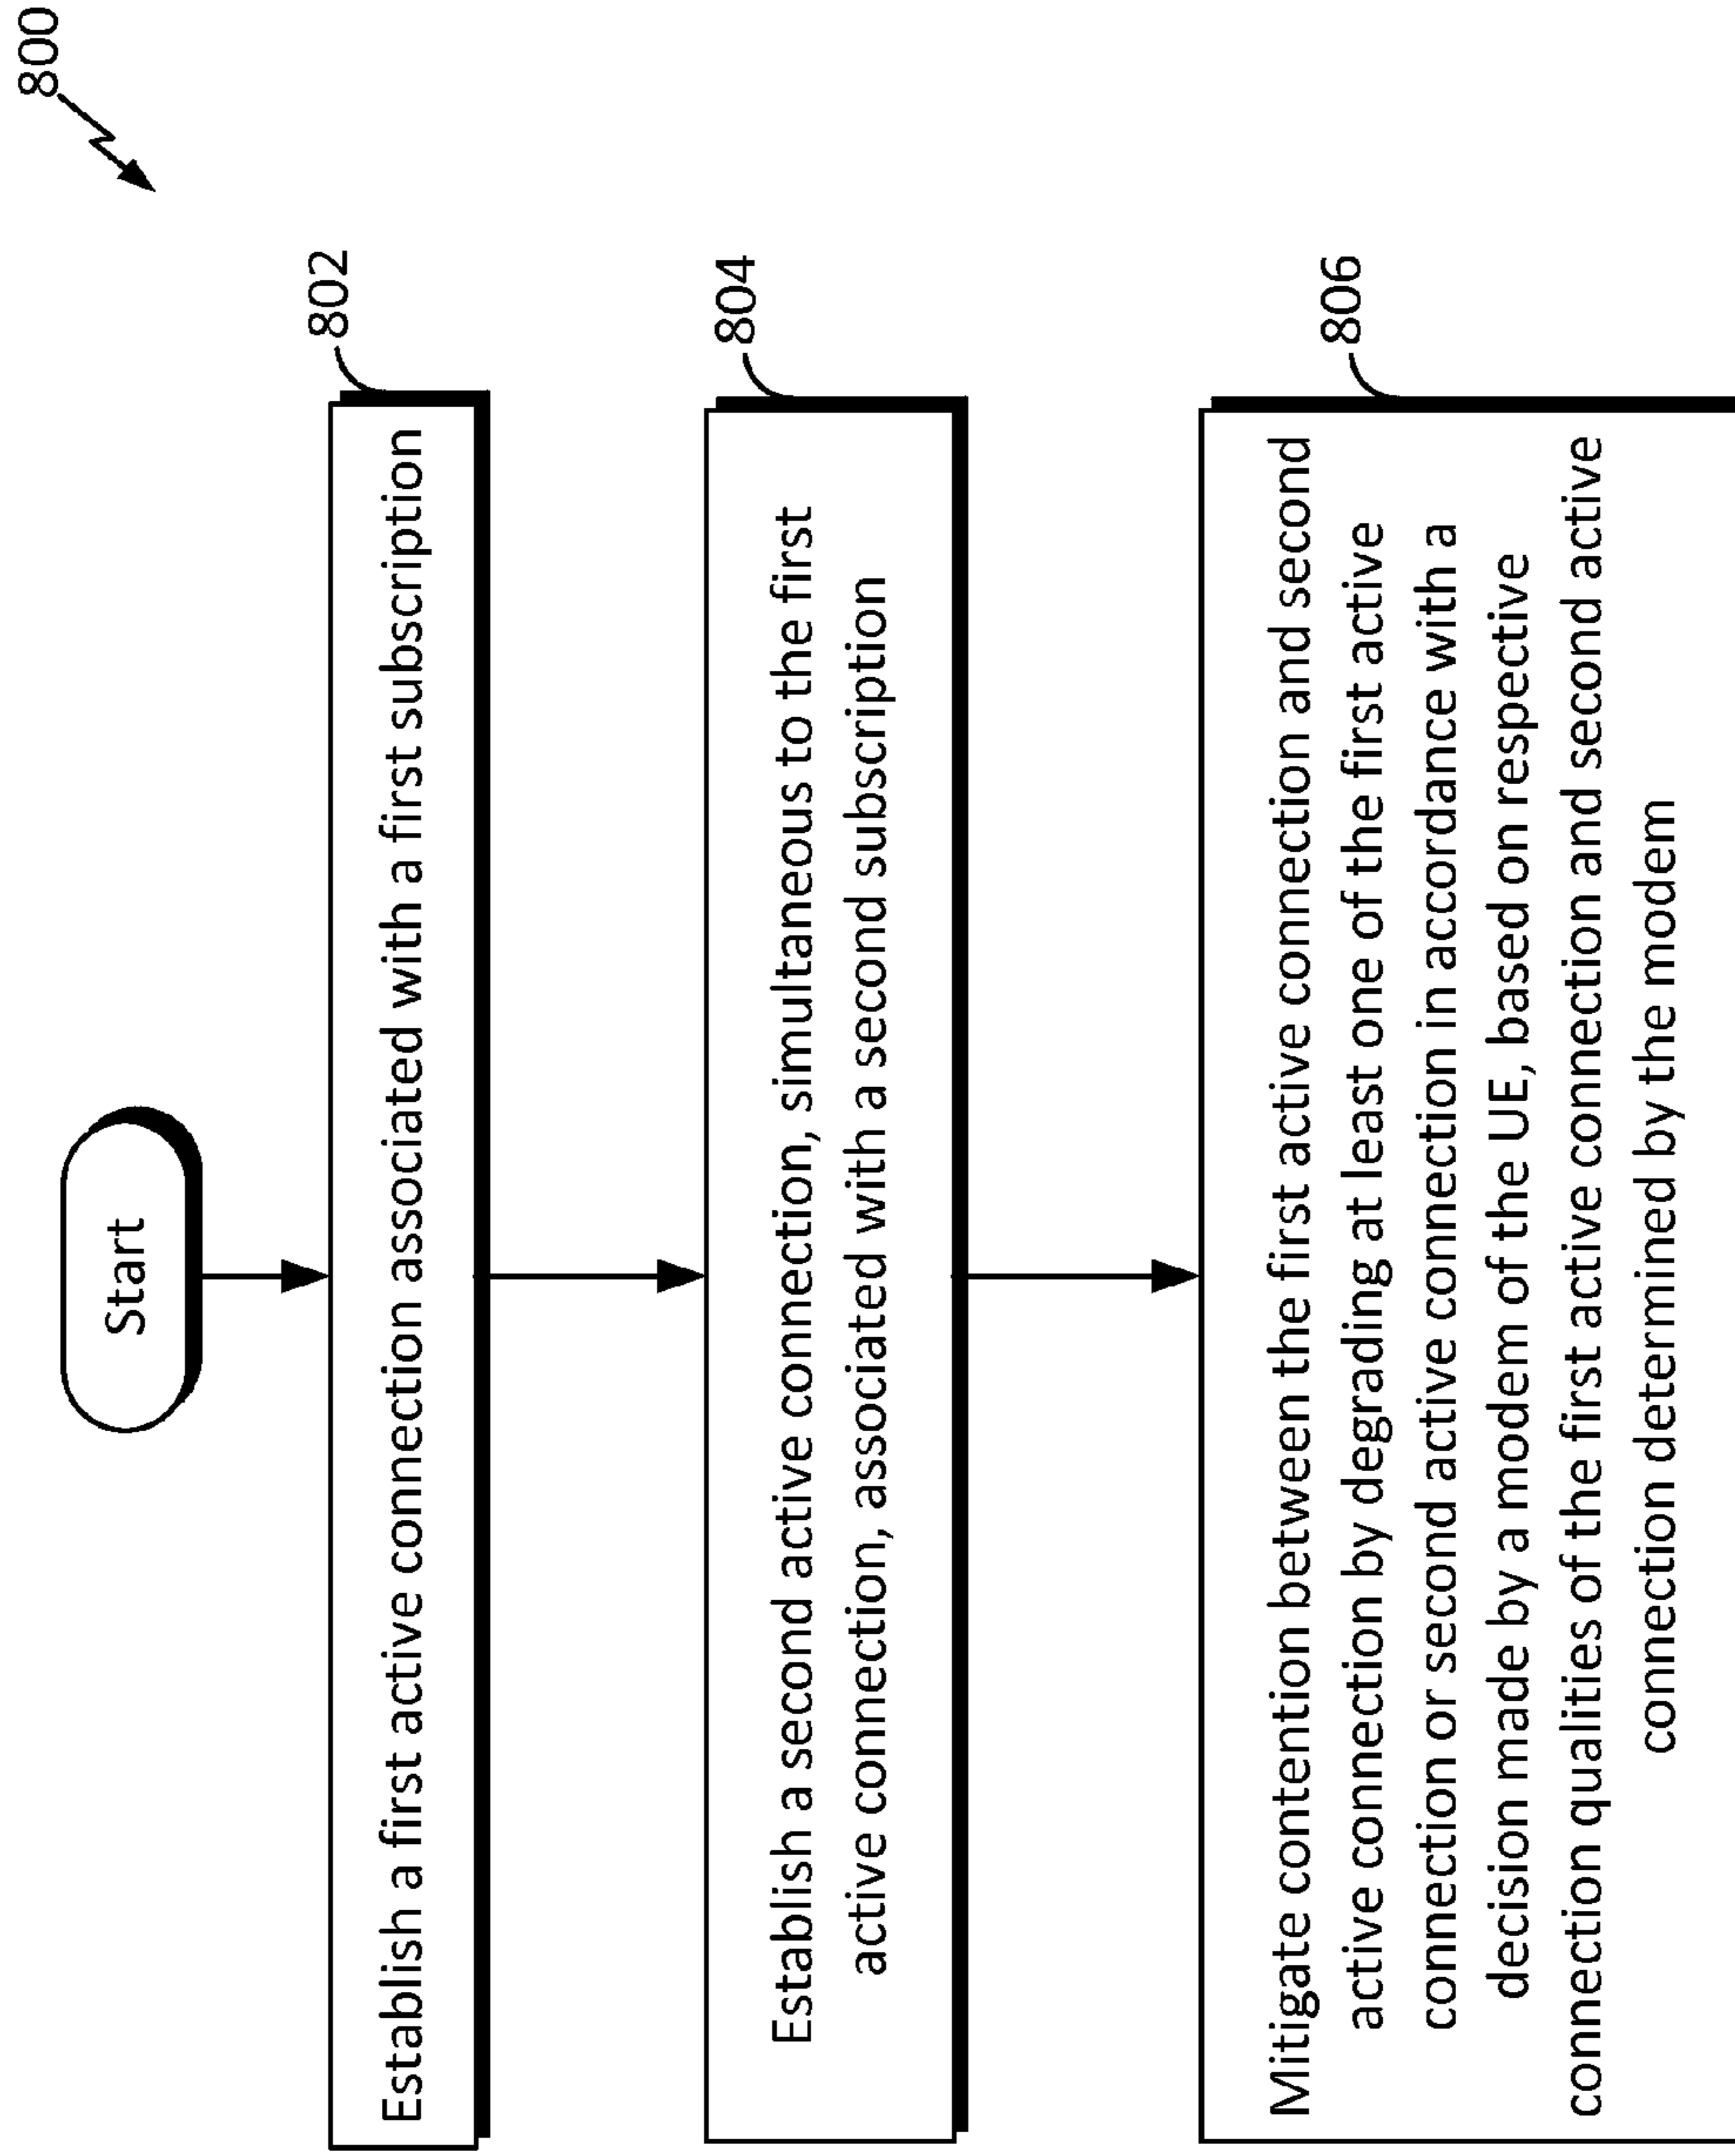 800
Start
802
Establish a first active connection associated with a first subscription
804
Establish a second active connection, simultaneous to the first
active connection, associated with a second subscription
806
Mitigate contention between the first active connection and second
active connection by degrading at least one of the first active
connection or second active connection in accordance with a
decision made by a modem of the UE, based on respective
connection qualities of the first active connection and second active
connection determined by the modem